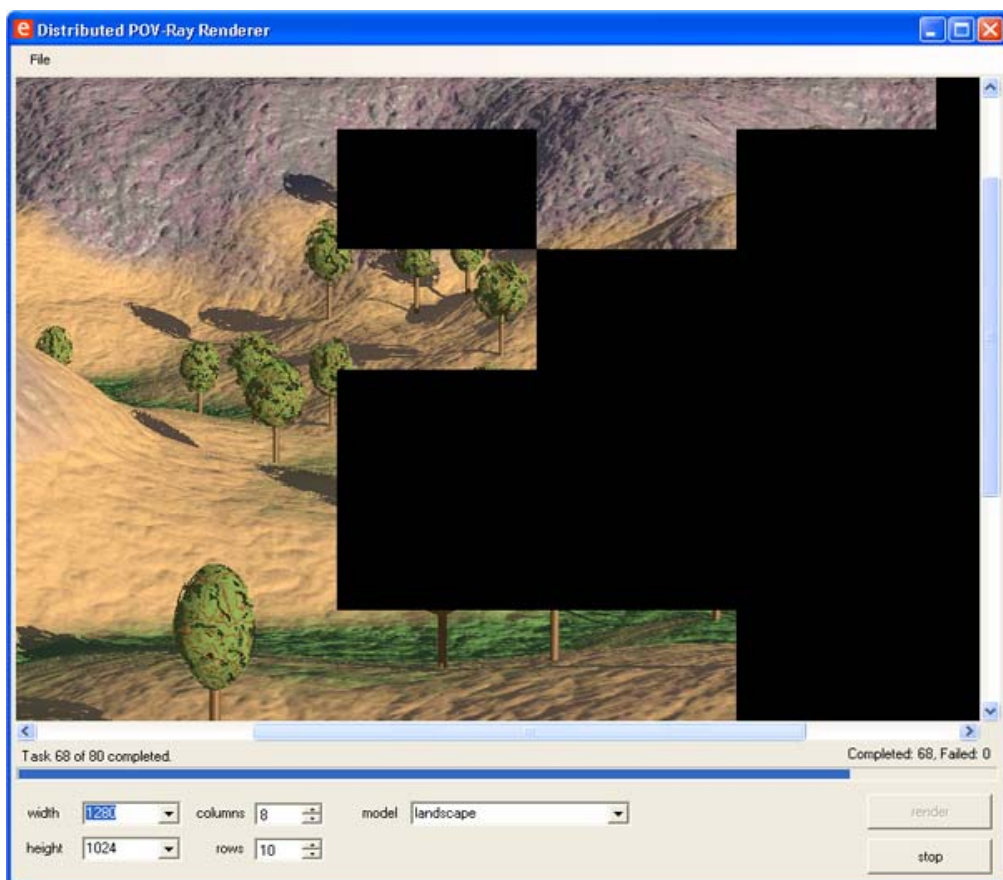 e Distributed POV-Ray Renderer
File
Task 68 of 80 completed. Completed: 68, Failed: 0
width 1280 columns 8 model landscape render
height 1024 rows 10 stop